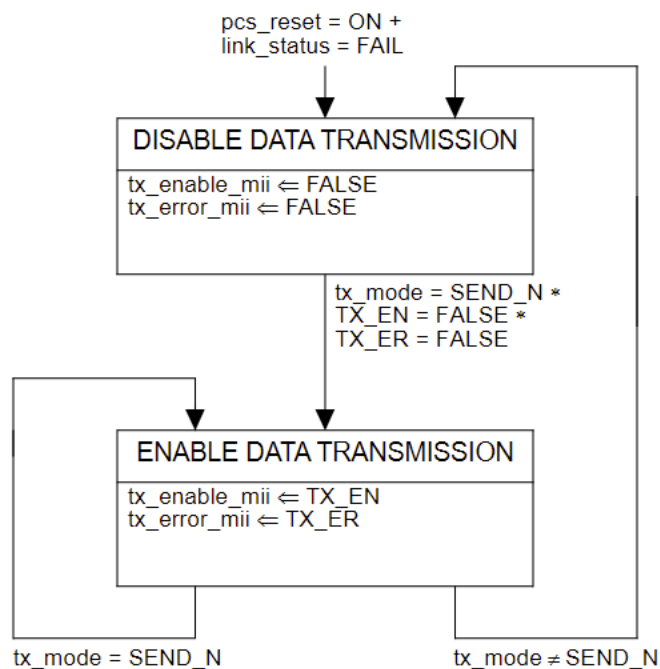 pcs_reset = ON +
link_status = FAIL
DISABLE DATA TRANSMISSION
tx_enable_mii ⇐ FALSE
tx_error_mii ⇐ FALSE
tx_mode = SEND_N *
TX_EN = FALSE *
TX_ER = FALSE
ENABLE DATA TRANSMISSION
tx_enable_mii ⇐ TX_EN
tx_error_mii ⇐ TX_ER
tx_mode = SEND_N
tx_mode ≠ SEND_N